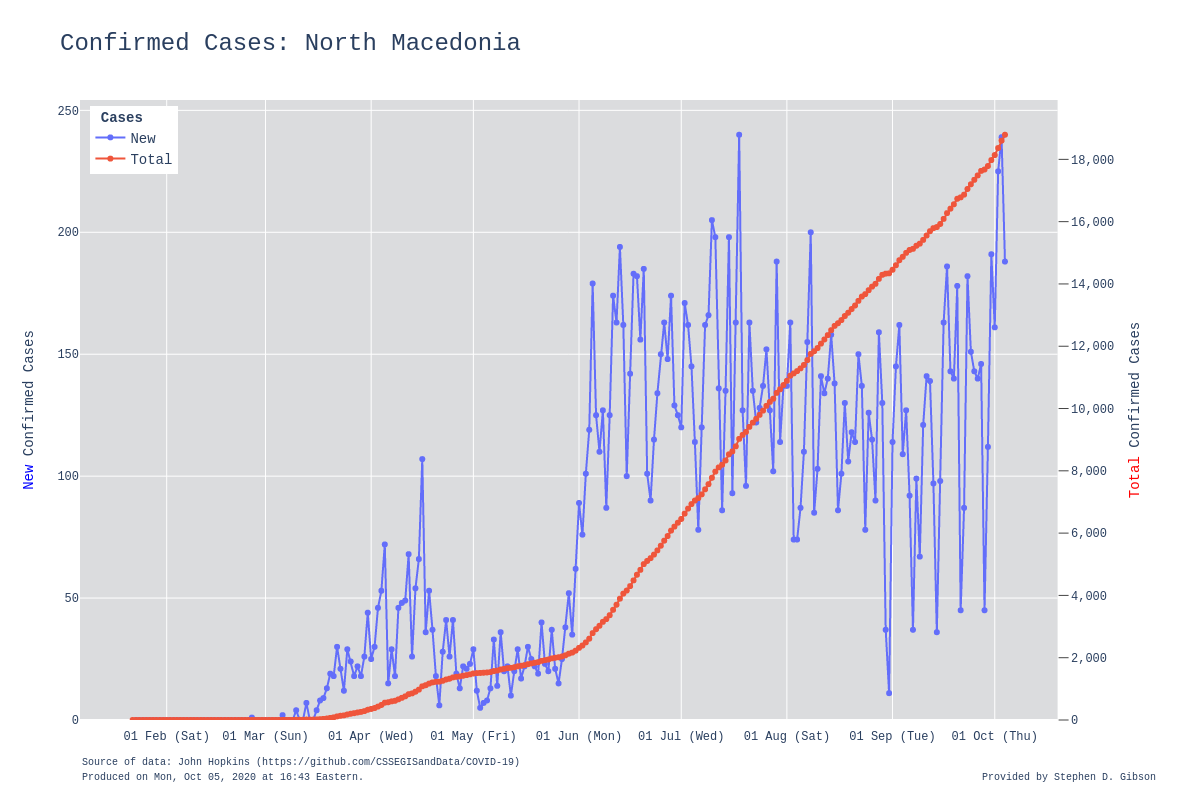 Confirmed Cases: North Macedonia
Cases
New
Total
250
200
150
100
50
0
18,000
16,000
14,000
12,000
10,000
8,000
6,000
4,000
2,000
0
New Confirmed Cases
Total Confirmed Cases
01 Feb (Sat) 01 Mar (Sun) 01 Apr (Wed) 01 May (Fri) 01 Jun (Mon) 01 Jul (Wed) 01 Aug (Sat) 01 Sep (Tue) 01 Oct (Thu)
Source of data: John Hopkins (https://github.com/CSSEGISandData/COVID-19)
Produced on Mon, Oct 05, 2020 at 16:43 Eastern.
Provided by Stephen D. Gibson